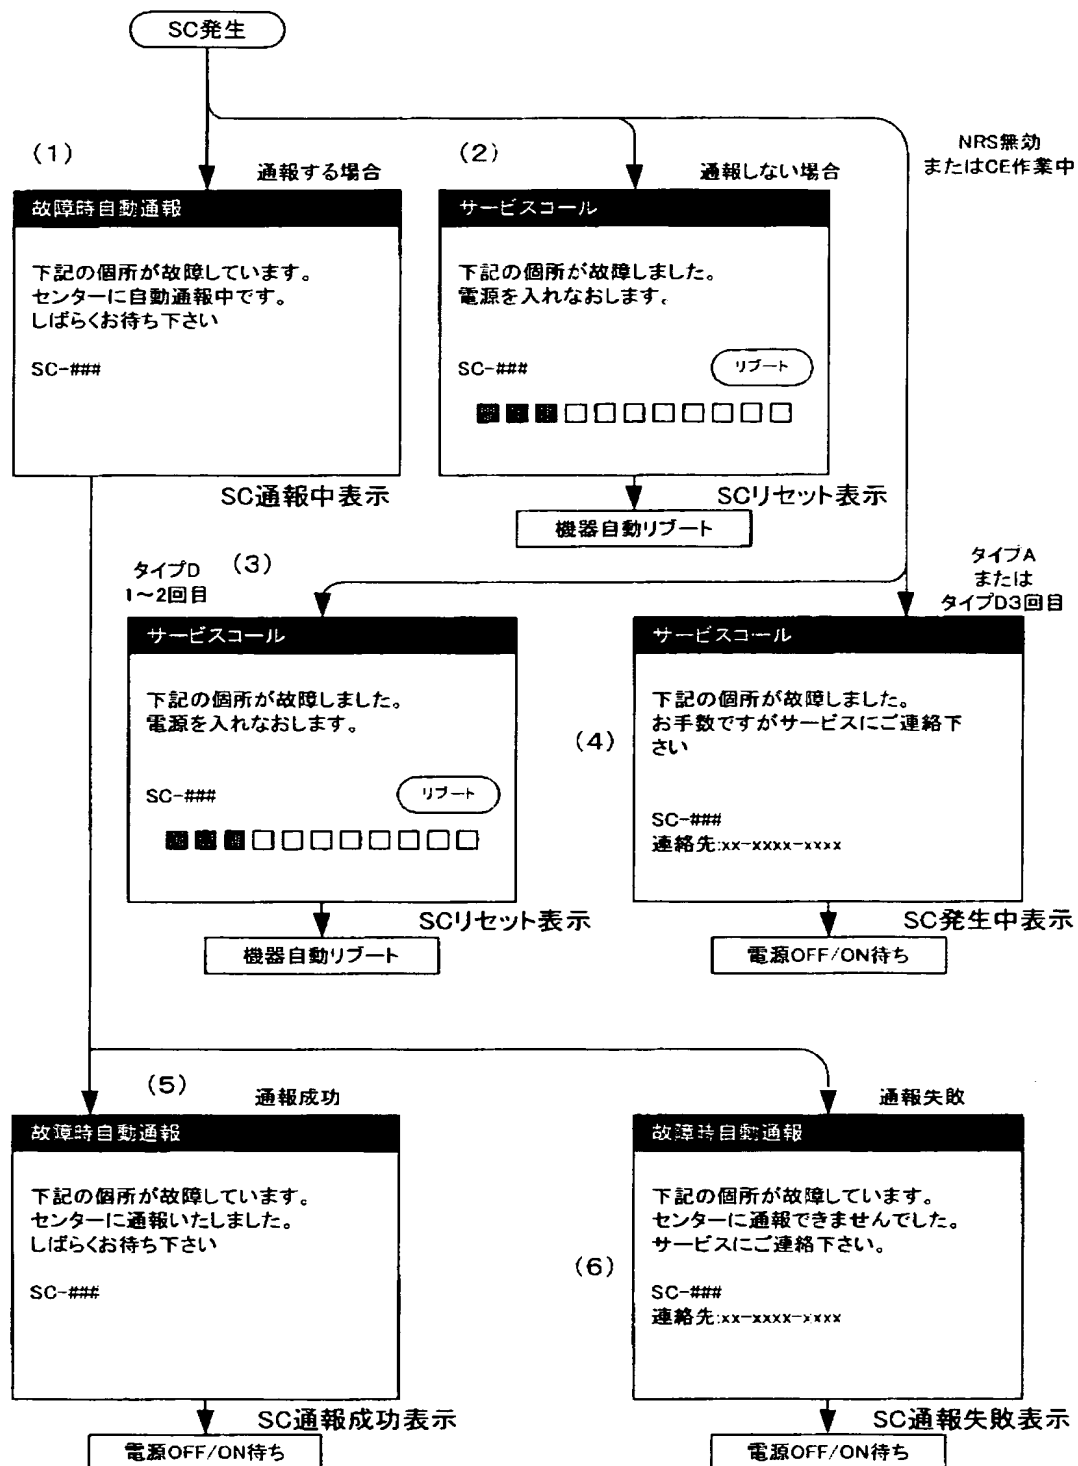 SC発生
(1)
通報する場合
故障時自動通報
下記の個所が故障しています。
センターに自動通報中です。
しばらくお待ち下さい
SC-###
SC通報中表示
(2)
通報しない場合
サービスコール
下記の個所が故障しました。
電源を入れなおします。
SC-###
リブート
SCリセット表示
機器自動リブート
NRS無効
またはCE作業中
(3)
タイプD
1～2回目
サービスコール
下記の個所が故障しました。
電源を入れなおします。
SC-###
リブート
SCリセット表示
機器自動リブート
タイプA
または
タイプD3回目
(4)
サービスコール
下記の個所が故障しました。
お手数ですがサービスにご連絡下
さい
SC-###
連絡先:xx-xxxx-xxxx
SC発生中表示
電源OFF/ON待ち
(5)
通報成功
故障時自動通報
下記の個所が故障しています。
センターに通報いたしました。
しばらくお待ち下さい
SC-###
SC通報成功表示
電源OFF/ON待ち
通報失敗
(6)
故障時自動通報
下記の個所が故障しています。
センターに通報できませんでした。
サービスにご連絡下さい。
SC-###
連絡先:xx-xxxx-xxxx
SC通報失敗表示
電源OFF/ON待ち